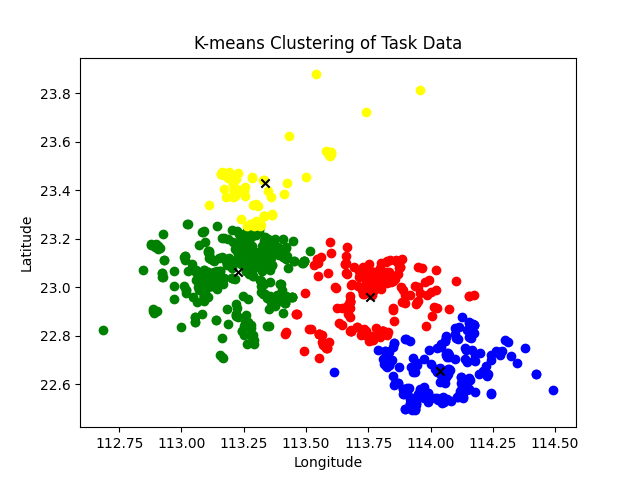 K-means Clustering of Task Data
Latitude
23.8
23.6
23.4
23.2
23.0
22.8
22.6
112.75 113.00 113.25 113.50 113.75 114.00 114.25 114.50
Longitude